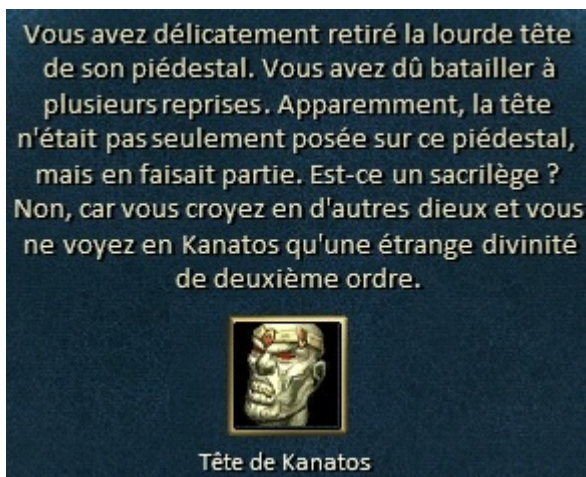 Vous avez délicatement retiré la lourde tête
de son piédestal. Vous avez dû batailler à
plusieurs reprises. Apparemment, la tête
n'était pas seulement posée sur ce piédestal,
mais en faisait partie. Est-ce un sacrilège ?
Non, car vous croyez en d'autres dieux et vous
ne voyez en Kanatos qu'une étrange divinité
de deuxième ordre.
Tête de Kanatos